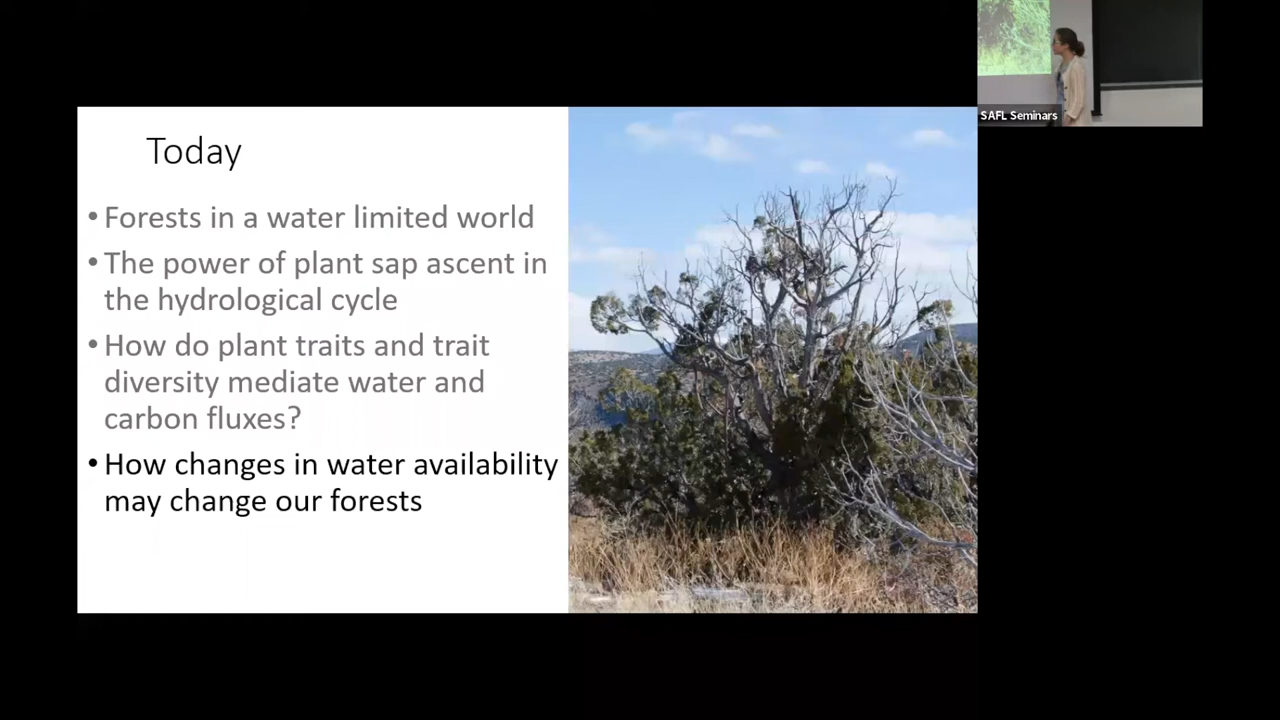 Today
• Forests in a water limited world
• The power of plant sap ascent in
the hydrological cycle
• How do plant traits and trait
diversity mediate water and
carbon fluxes?
• How changes in water availability
may change our forests
SAFL Seminars